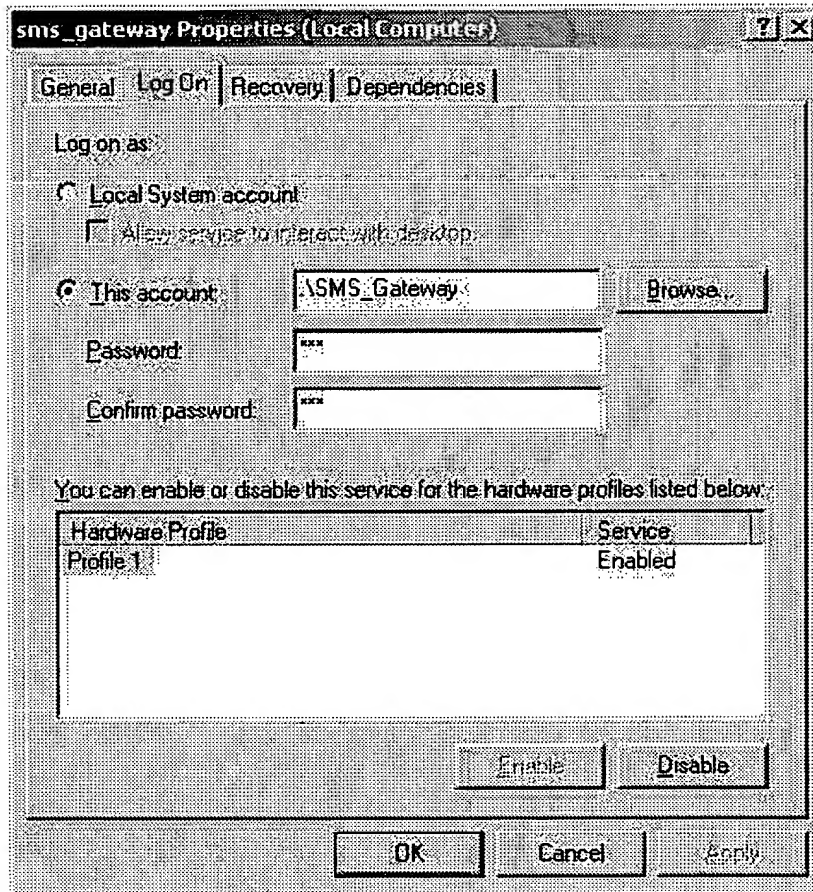 sms_gateway Properties (Local Computer) ? ×
General Log On Recovery Dependencies
Log on as:
Local System account
Allow service to interact with desktop
This account: .\SMS_Gateway Browse...
Password: ***
Confirm password: ***
You can enable or disable this service for the hardware profiles listed below:
Hardware Profile Service
Profile 1 Enabled
Enable Disable
OK Cancel Apply